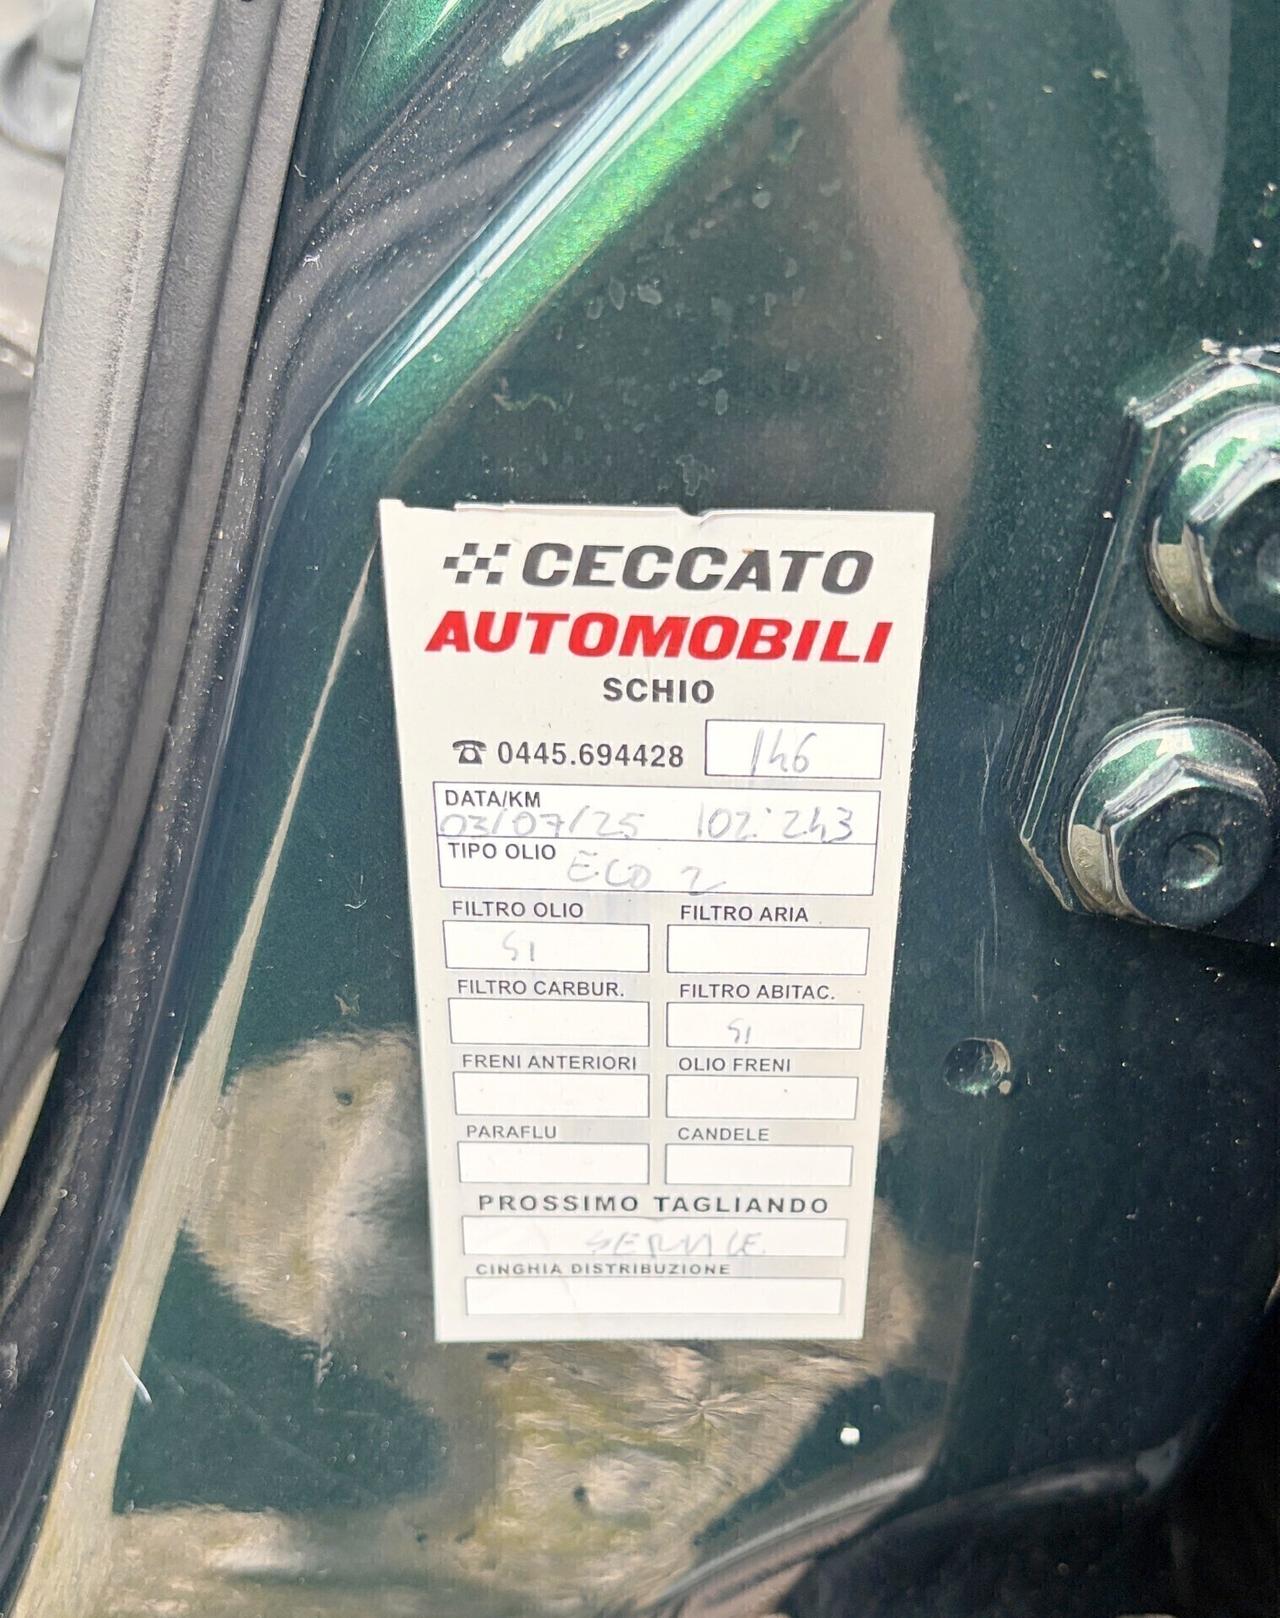 CECCATO
AUTOMOBILI
SCHIO
☎ 0445.694428 146
DATA/KM
03/07/25 102.243
TIPO OLIO ECO 2
FILTRO OLIO FILTRO ARIA
SI
FILTRO CARBUR. FILTRO ABITAC.
SI
FRENI ANTERIORI OLIO FRENI
PARAFLU CANDELE
PROSSIMO TAGLIANDO
SERVICE
CINGHIA DISTRIBUZIONE